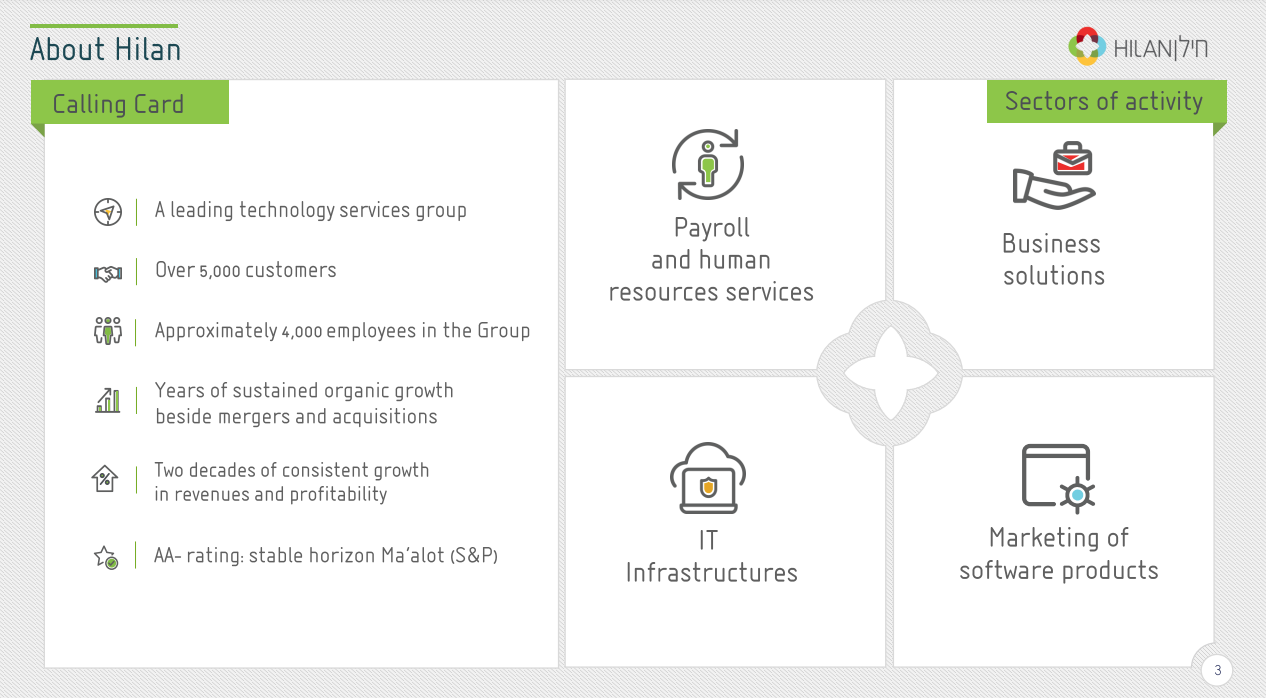 About Hilan
HILAN|חילן
Calling Card
A leading technology services group
Over 5,000 customers
Approximately 4,000 employees in the Group
Years of sustained organic growth
beside mergers and acquisitions
%
Two decades of consistent growth
in revenues and profitability
AA- rating: stable horizon Ma'alot (S&P)
Sectors of activity
Payroll
and human
resources services
Business
solutions
IT
Infrastructures
Marketing of
software products
3